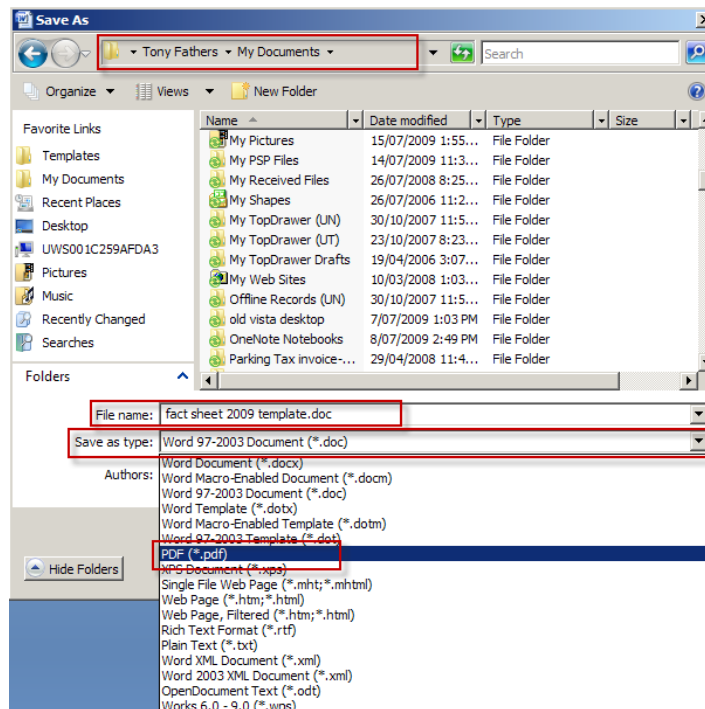 Save As
Tony Fathers My Documents
Search
Organize Views New Folder
Favorite Links
Templates
My Documents
Recent Places
Desktop
UWS001C259AFDA3
Pictures
Music
Recently Changed
Searches
Folders
Name Date modified Type Size
My Pictures 15/07/2009 1:55... File Folder
My PSP Files 14/07/2009 11:3... File Folder
My Received Files 26/07/2008 8:25... File Folder
My Shapes 26/07/2006 11:2... File Folder
My TopDrawer (UN) 30/10/2007 11:5... File Folder
My TopDrawer (UT) 23/10/2007 8:23... File Folder
My TopDrawer Drafts 19/04/2006 3:07... File Folder
My Web Sites 10/03/2008 1:03... File Folder
Offline Records (UN) 30/10/2007 11:5... File Folder
old vista desktop 7/07/2009 1:03 PM File Folder
OneNote Notebooks 8/07/2009 2:49 PM File Folder
Parking Tax invoice-... 29/04/2008 11:4... File Folder
File name: fact sheet 2009 template.doc
Save as type: Word 97-2003 Document (*.doc)
Authors:
Word Document (*.docx)
Word Macro-Enabled Document (*.docm)
Word 97-2003 Document (*.doc)
Word Template (*.dotx)
Word Macro-Enabled Template (*.dotm)
Word 97-2003 Template (*.dot)
PDF (*.pdf)
XPS Document (*.xps)
Single File Web Page (*.mht;*.mhtml)
Web Page (*.htm;*.html)
Web Page, Filtered (*.htm;*.html)
Rich Text Format (*.rtf)
Plain Text (*.txt)
Word XML Document (*.xml)
Word 2003 XML Document (*.xml)
OpenDocument Text (*.odt)
Works 6.0 - 9.0 (*.wps)
Hide Folders